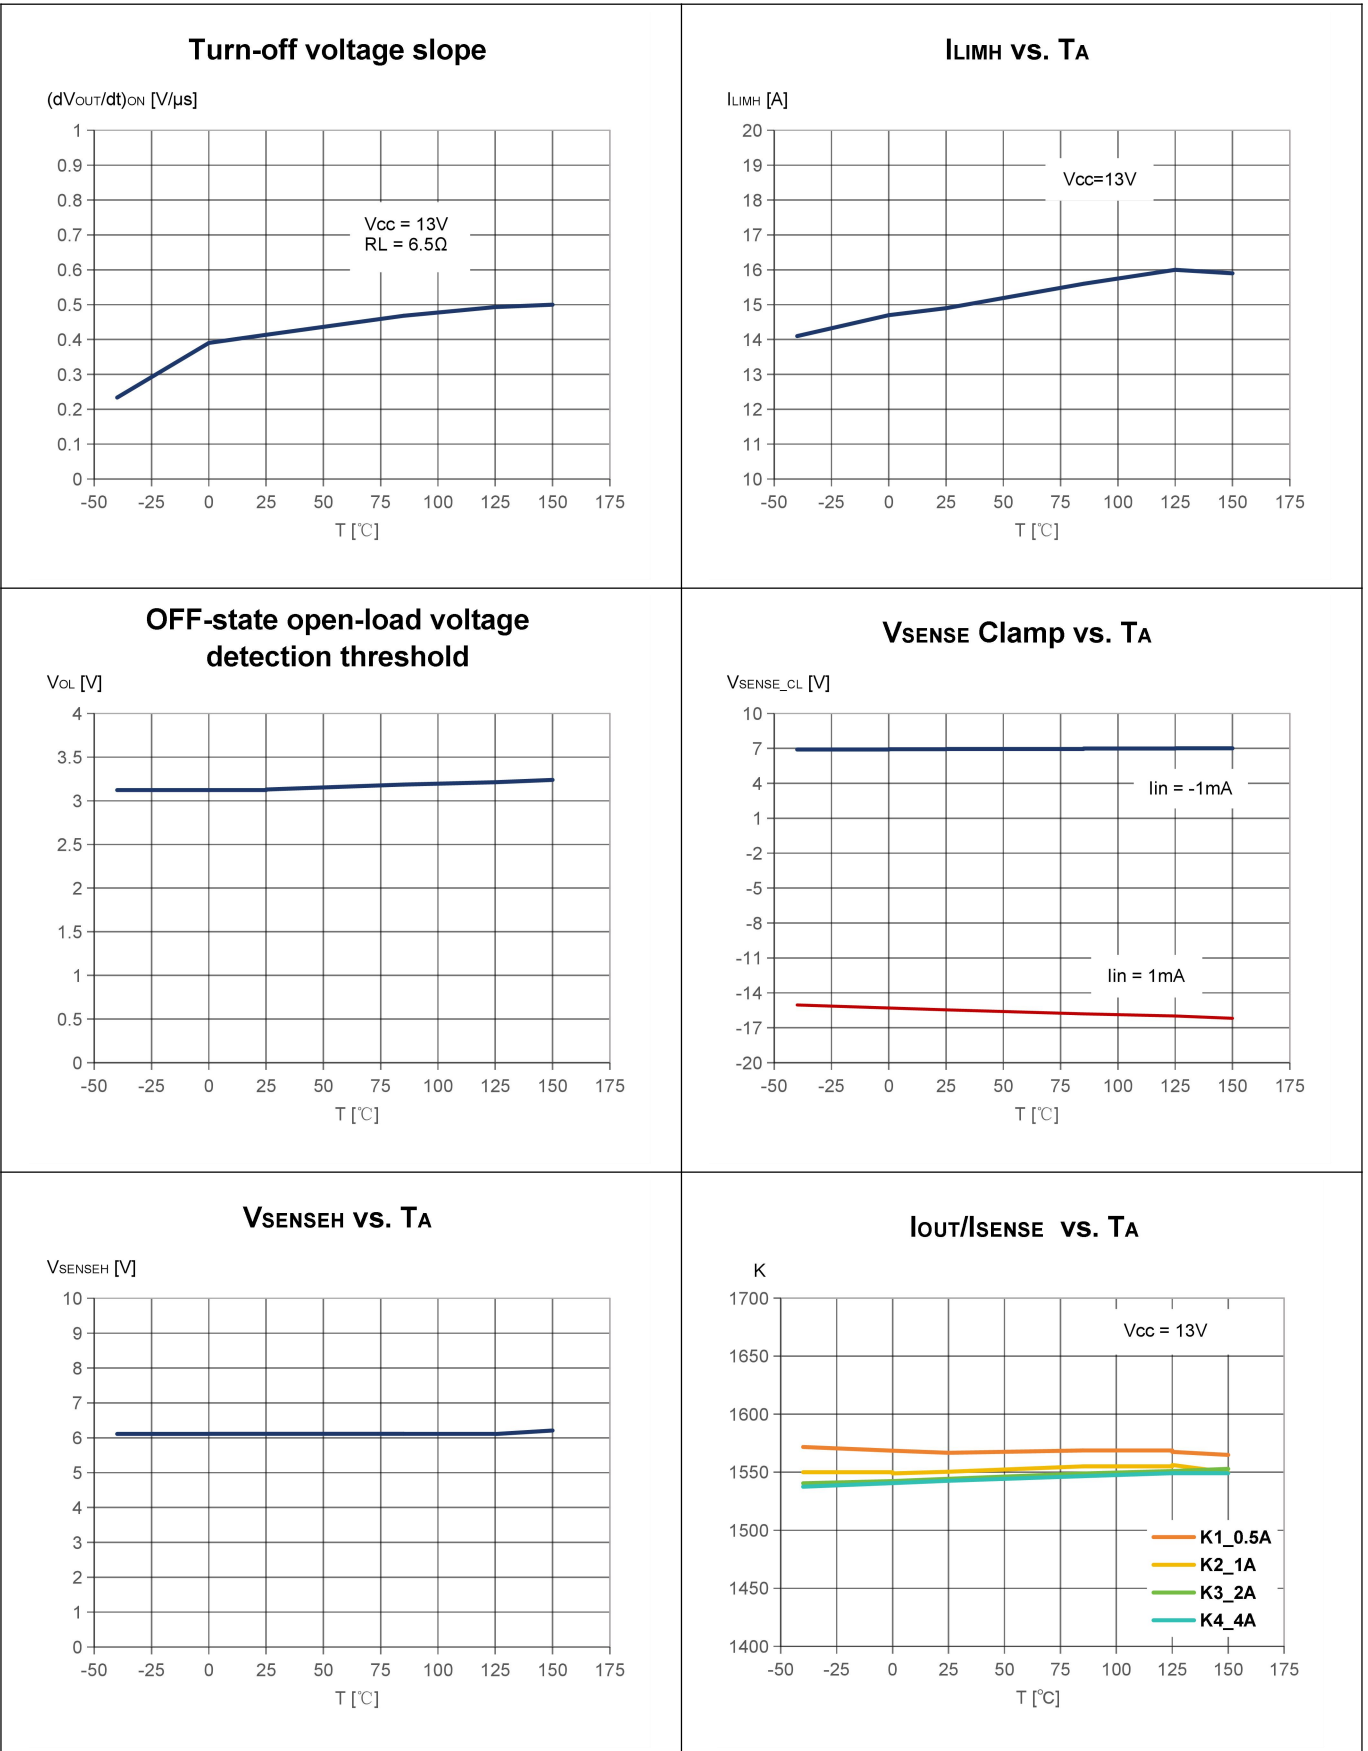 Turn-off voltage slope
(dVOUT/dt)ON [V/µs]
1
0.9
0.8
0.7
0.6
0.5
0.4
0.3
0.2
0.1
0
Vcc = 13V
RL = 6.5Ω
-50 -25 0 25 50 75 100 125 150 175
T [℃]
ILIMH vs. TA
ILIMH [A]
20
19
18
17
16
15
14
13
12
11
10
Vcc=13V
-50 -25 0 25 50 75 100 125 150 175
T [℃]
OFF-state open-load voltage
detection threshold
VOL [V]
4
3.5
3
2.5
2
1.5
1
0.5
0
-50 -25 0 25 50 75 100 125 150 175
T [℃]
VSENSE Clamp vs. TA
VSENSE_CL [V]
10
7
4
1
-2
-5
-8
-11
-14
-17
-20
Iin = -1mA
Iin = 1mA
-50 -25 0 25 50 75 100 125 150 175
T [℃]
VSENSEH vs. TA
VSENSEH [V]
10
9
8
7
6
5
4
3
2
1
0
-50 -25 0 25 50 75 100 125 150 175
T [℃]
IOUT/ISENSE vs. TA
K
1700
1650
1600
1550
1500
1450
1400
Vcc = 13V
K1_0.5A
K2_1A
K3_2A
K4_4A
-50 -25 0 25 50 75 100 125 150 175
T [°C]